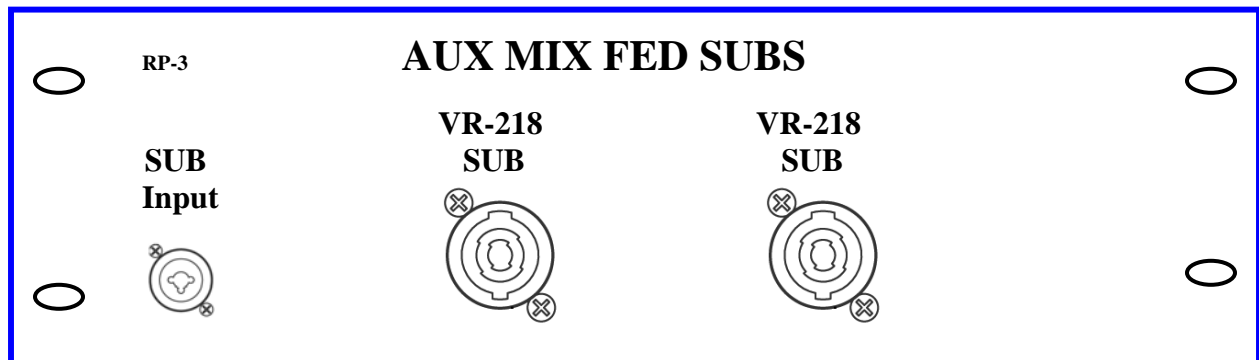 RP-3
AUX MIX FED SUBS
SUB
Input
VR-218
SUB
VR-218
SUB